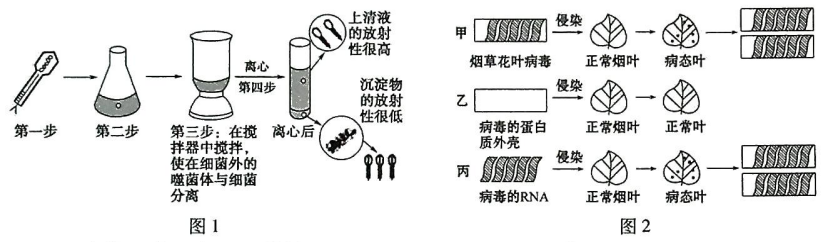 上清液
的放射
性很高
离心
第四步
沉淀物
的放射
性很低
第一步
第二步
第三步：在搅
拌器中搅拌，
使在细菌外的
噬菌体与细菌
分离
离心后
图1
甲
侵染
烟草花叶病毒
正常烟叶
病态叶
乙
侵染
病毒的蛋白
质外壳
正常烟叶
正常叶
丙
侵染
病毒的RNA
正常烟叶
病态叶
图2